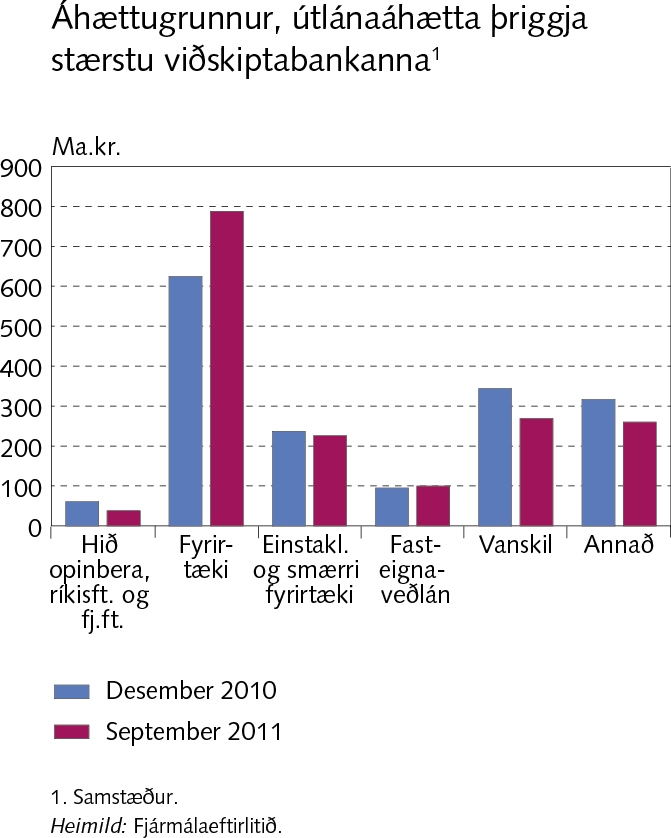 Áhættugrunnur, útlánaáhætta þriggja
stærstu viðskiptabankanna¹
Ma.kr.
900
800
700
600
500
400
300
200
100
0
Hið
opinbera,
ríkisft. og
fj.ft.
Fyrir-
tæki
Einstakl.
og smærri
fyrirtæki
Fast-
eigna-
veðlán
Vanskil
Annað
Desember 2010
September 2011
1. Samstæður.
Heimild: Fjármálaeftirlitið.